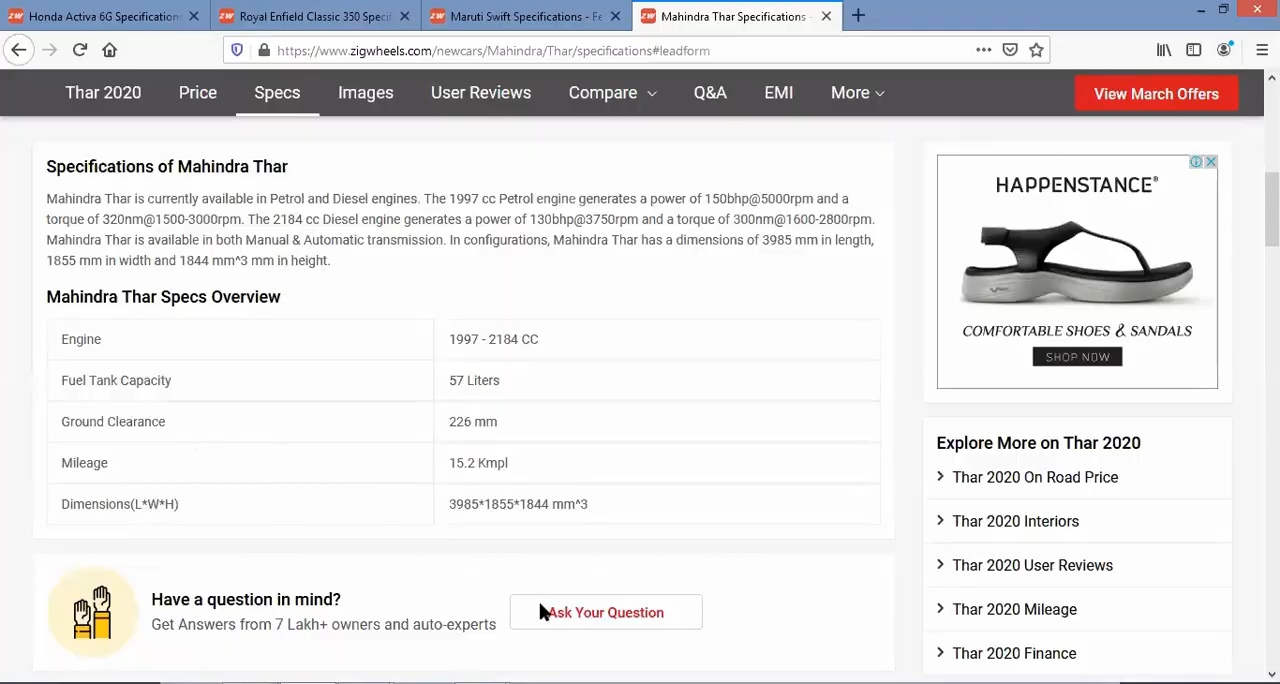 Honda Activa 6G Specification
Royal Enfield Classic 350 Speci
Maruti Swift Specifications - Fe
Mahindra Thar Specifications -
https://www.zigwheels.com/newcars/Mahindra/Thar/specifications#leadform
Thar 2020 Price Specs Images User Reviews Compare Q&A EMI More View March Offers
Specifications of Mahindra Thar
Mahindra Thar is currently available in Petrol and Diesel engines. The 1997 cc Petrol engine generates a power of 150bhp@5000rpm and a
torque of 320nm@1500-3000rpm. The 2184 cc Diesel engine generates a power of 130bhp@3750rpm and a torque of 300nm@1600-2800rpm.
Mahindra Thar is available in both Manual & Automatic transmission. In configurations, Mahindra Thar has a dimensions of 3985 mm in length,
1855 mm in width and 1844 mm^3 mm in height.
Mahindra Thar Specs Overview
Engine 1997 - 2184 CC
Fuel Tank Capacity 57 Liters
Ground Clearance 226 mm
Mileage 15.2 Kmpl
Dimensions(L*W*H) 3985*1855*1844 mm^3
Have a question in mind?
Get Answers from 7 Lakh+ owners and auto-experts
Ask Your Question
HAPPENSTANCE®
COMFORTABLE SHOES & SANDALS
SHOP NOW
Explore More on Thar 2020
Thar 2020 On Road Price
Thar 2020 Interiors
Thar 2020 User Reviews
Thar 2020 Mileage
Thar 2020 Finance